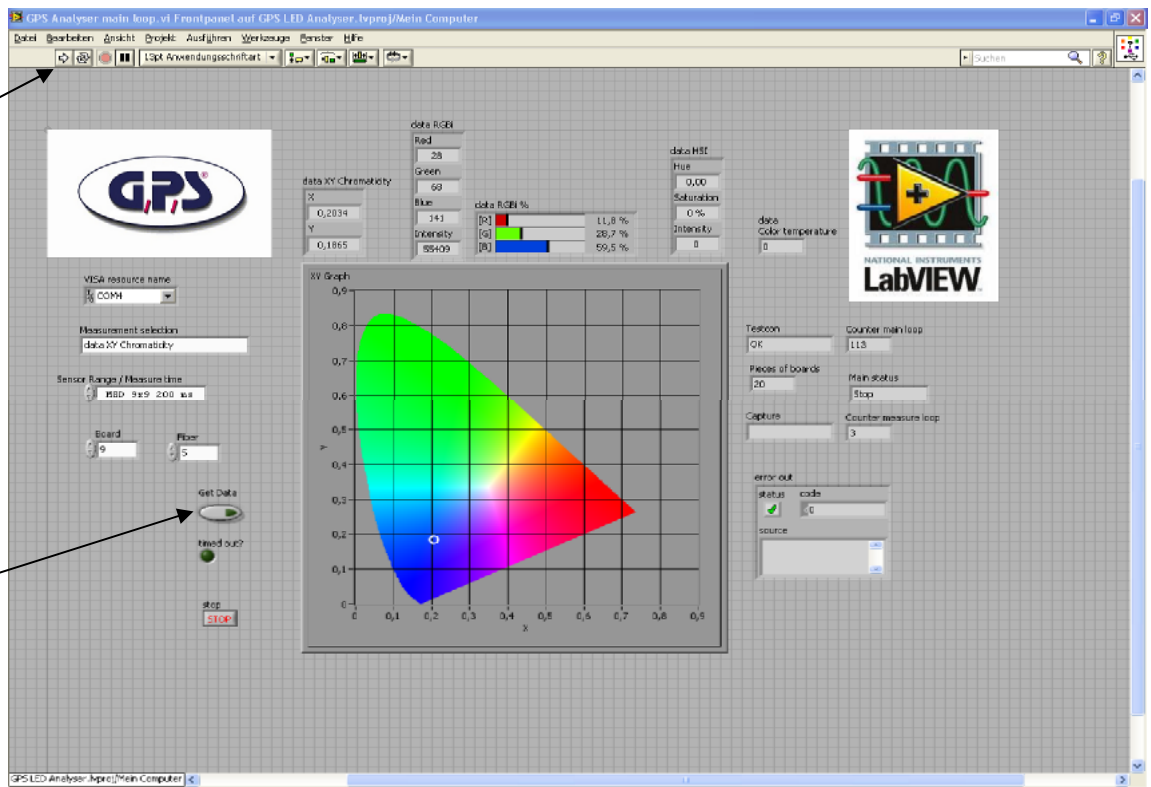 GPS Analyser main loop.vi Frontpanel auf GPS LED Analyser.lvproj/Mein Computer
Datei Bearbeiten Ansicht Projekt Ausführen Werkzeuge Fenster Hilfe
13pt Anwendungsschriftart
Suchen
G,P,S
data XY Chromaticity
X
0,2034
Y
0,1865
data RGBi
Red
28
Green
68
Blue
141
Intensity
55409
data RGBi %
[R] 11,8 %
[G] 28,7 %
[B] 59,5 %
data HSI
Hue
0,00
Saturation
0 %
Intensity
0
data
Color temperature
0
NATIONAL INSTRUMENTS
LabVIEW
VISA resource name
COM4
Measurement selection
data XY Chromaticity
Sensor Range / Measure time
9x9 200 ms
Board
9
Fiber
5
Get Data
timed out?
stop
STOP
XY Graph
0,9
0,8
0,7
0,6
0,5
0,4
0,3
0,2
0,1
0
Y
0 0,1 0,2 0,3 0,4 0,5 0,6 0,7 0,8 0,9
X
Testcon
OK
Counter main loop
113
Pieces of boards
20
Main status
Stop
Capture
Counter measure loop
3
error out
status code
0
source
GPS LED Analyser.lvproj/Mein Computer